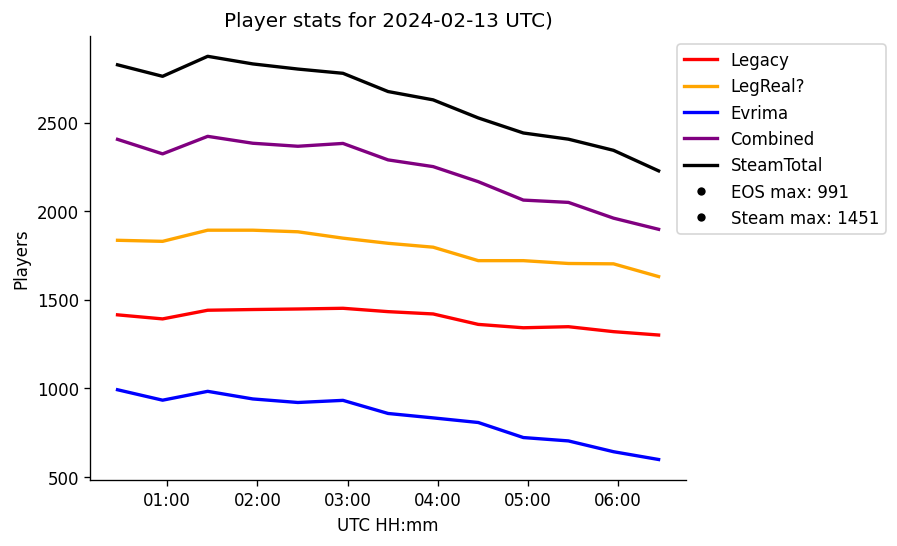 Player stats for 2024-02-13 UTC)
Legacy
LegReal?
Evrima
Combined
SteamTotal
EOS max: 991
Steam max: 1451
Players
2500
2000
1500
1000
500
01:00 02:00 03:00 04:00 05:00 06:00
UTC HH:mm